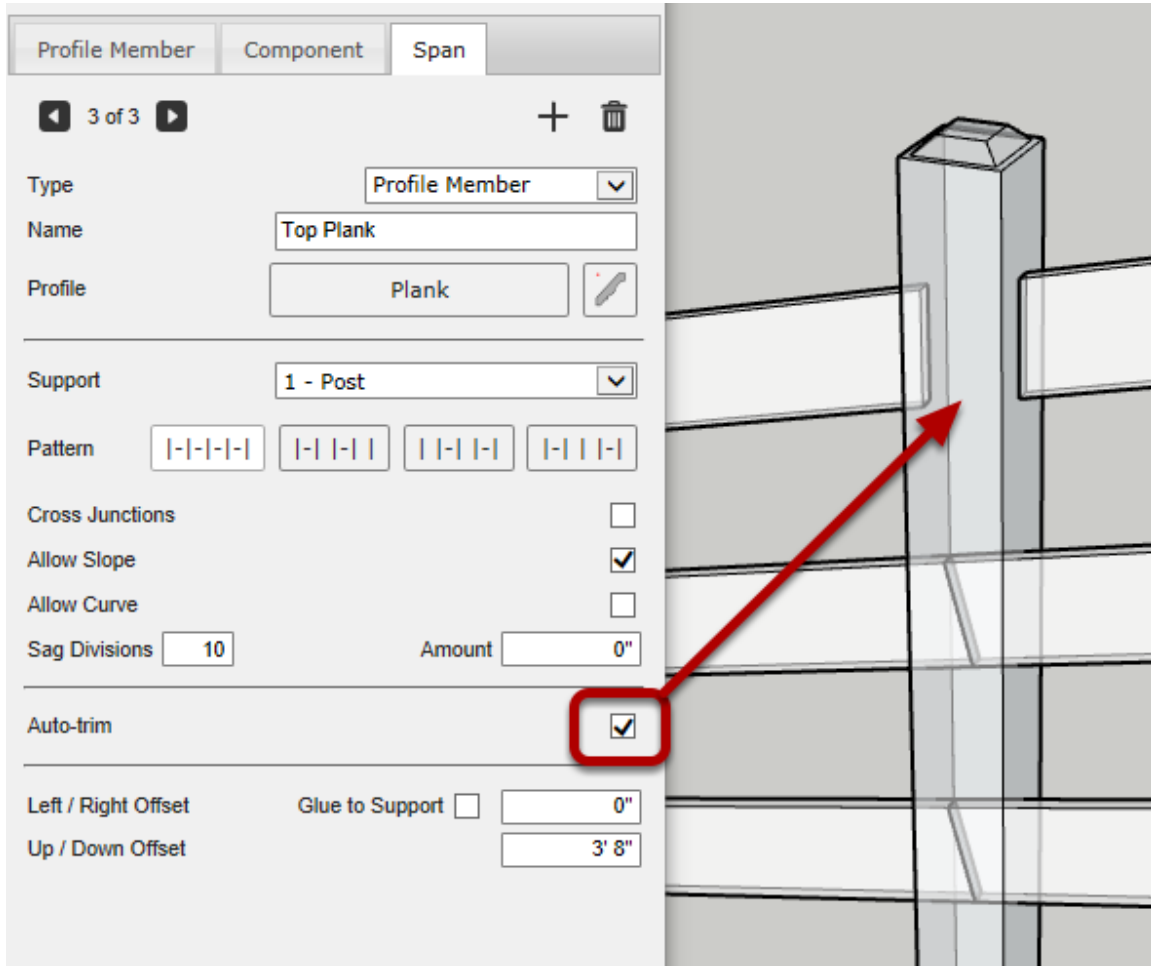 Profile Member Component Span
3 of 3
Type Profile Member
Name Top Plank
Profile Plank
Support 1 - Post
Pattern |-|-|-|-| |-| |-| | | |-| |-| |-| | |-|
Cross Junctions
Allow Slope
Allow Curve
Sag Divisions 10 Amount 0"
Auto-trim
Left / Right Offset Glue to Support 0"
Up / Down Offset 3' 8"